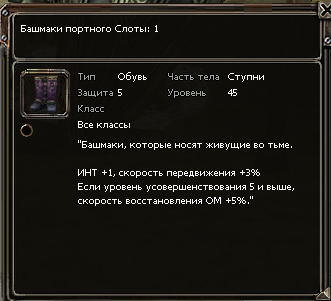 Башмаки портного Слоты: 1
Тип Обувь Часть тела Ступни
Защита 5 Уровень 45
Класс
Все классы
"Башмаки, которые носят живущие во тьме.
ИНТ +1, скорость передвижения +3%
Если уровень усовершенствования 5 и выше,
скорость восстановления ОМ +5%."